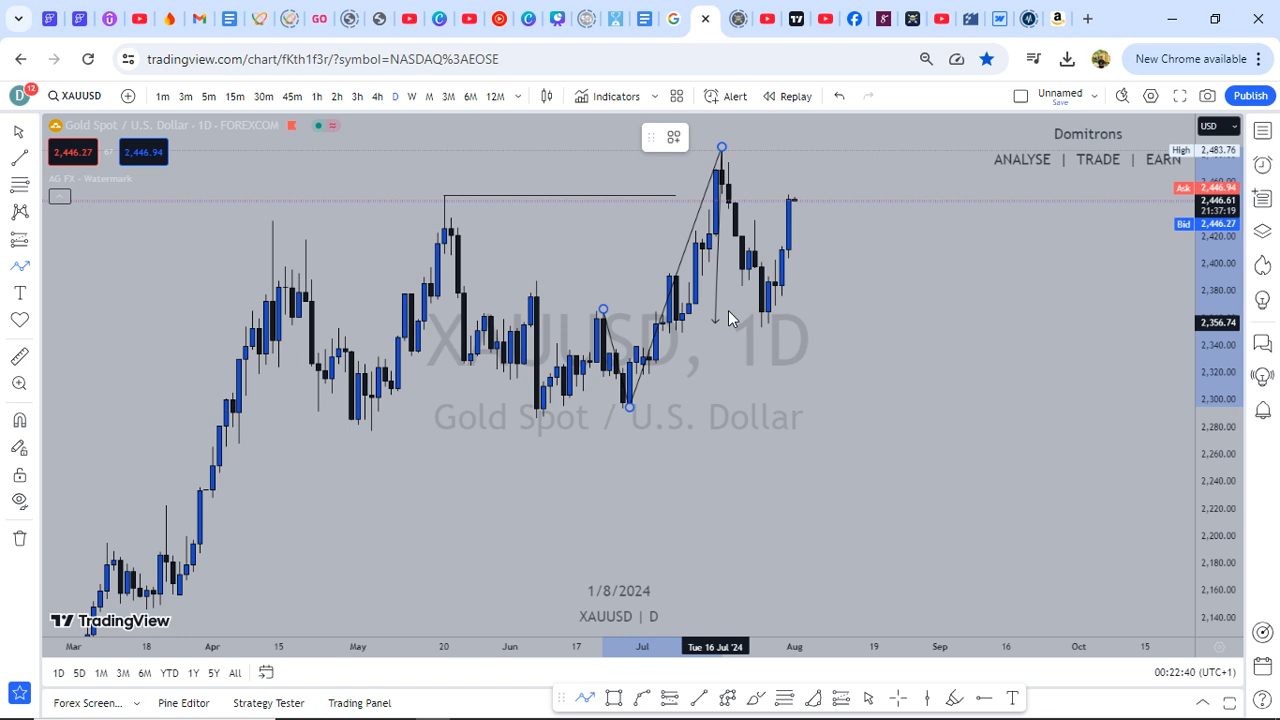 New Chrome available
tradingview.com/chart/fKth1f3r/?symbol=NASDAQ%3AEOSE
D 12 XAUUSD 1m 3m 5m 15m 30m 45m 1h 2h 3h 4h D W M 3M 6M 12M Indicators Alert Replay Unnamed Save Publish
Gold Spot / U.S. Dollar · 1D · FOREXCOM
2,446.27 67 2,446.94
AG FX - Watermark
Domitrons
ANALYSE | TRADE | EARN
USD
High 2,483.76
2,460.00
Ask 2,446.94
2,446.61
21:37:19
Bid 2,446.27
2,420.00
2,400.00
2,380.00
2,356.74
2,340.00
2,320.00
2,300.00
2,280.00
2,260.00
2,240.00
2,220.00
2,200.00
2,180.00
2,160.00
2,140.00
XAUUSD, 1D
Gold Spot / U.S. Dollar
1/8/2024
XAUUSD | D
TradingView
Mar 18 Apr 15 May 20 Jun 17 Jul Tue 16 Jul '24 Aug 19 Sep 16 Oct 15 Nov
1D 5D 1M 3M 6M YTD 1Y 5Y ALL
00:22:40 (UTC+1)
Forex Screen... Pine Editor Strategy Tester Trading Panel